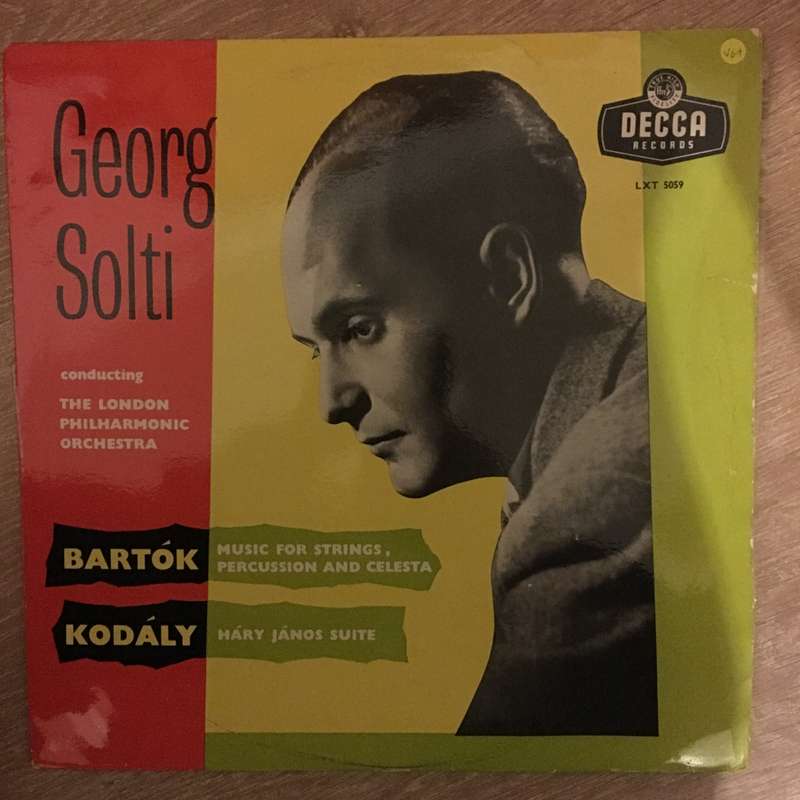 Georg
Solti
conducting
THE LONDON
PHILHARMONIC
ORCHESTRA
BARTÓK
MUSIC FOR STRINGS,
PERCUSSION AND CELESTA
KODÁLY
HÁRY JÁNOS SUITE
DECCA
RECORDS
LXT 5059